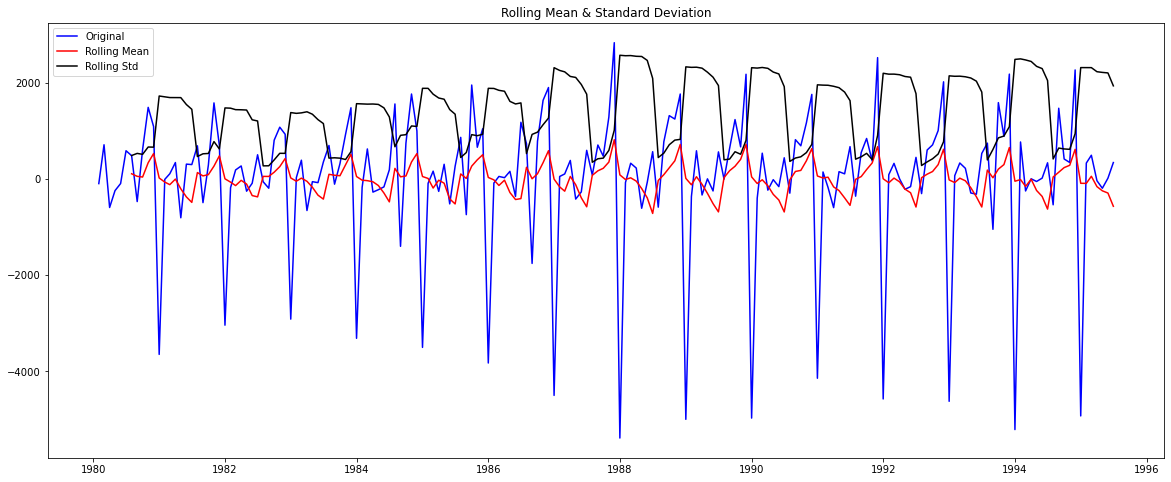 Rolling Mean & Standard Deviation
Original
Rolling Mean
Rolling Std
2000
0
−2000
−4000
1980 1982 1984 1986 1988 1990 1992 1994 1996